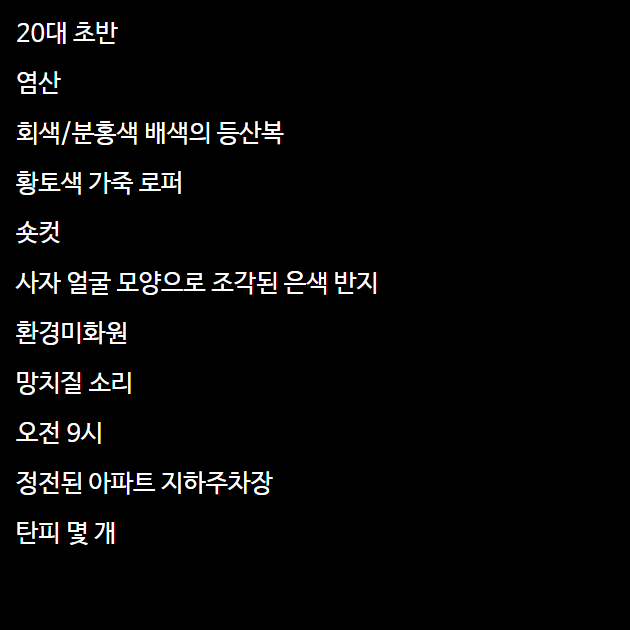 20대 초반
염산
회색/분홍색 배색의 등산복
황토색 가죽 로퍼
숏컷
사자 얼굴 모양으로 조각된 은색 반지
환경미화원
망치질 소리
오전 9시
정전된 아파트 지하주차장
탄피 몇 개